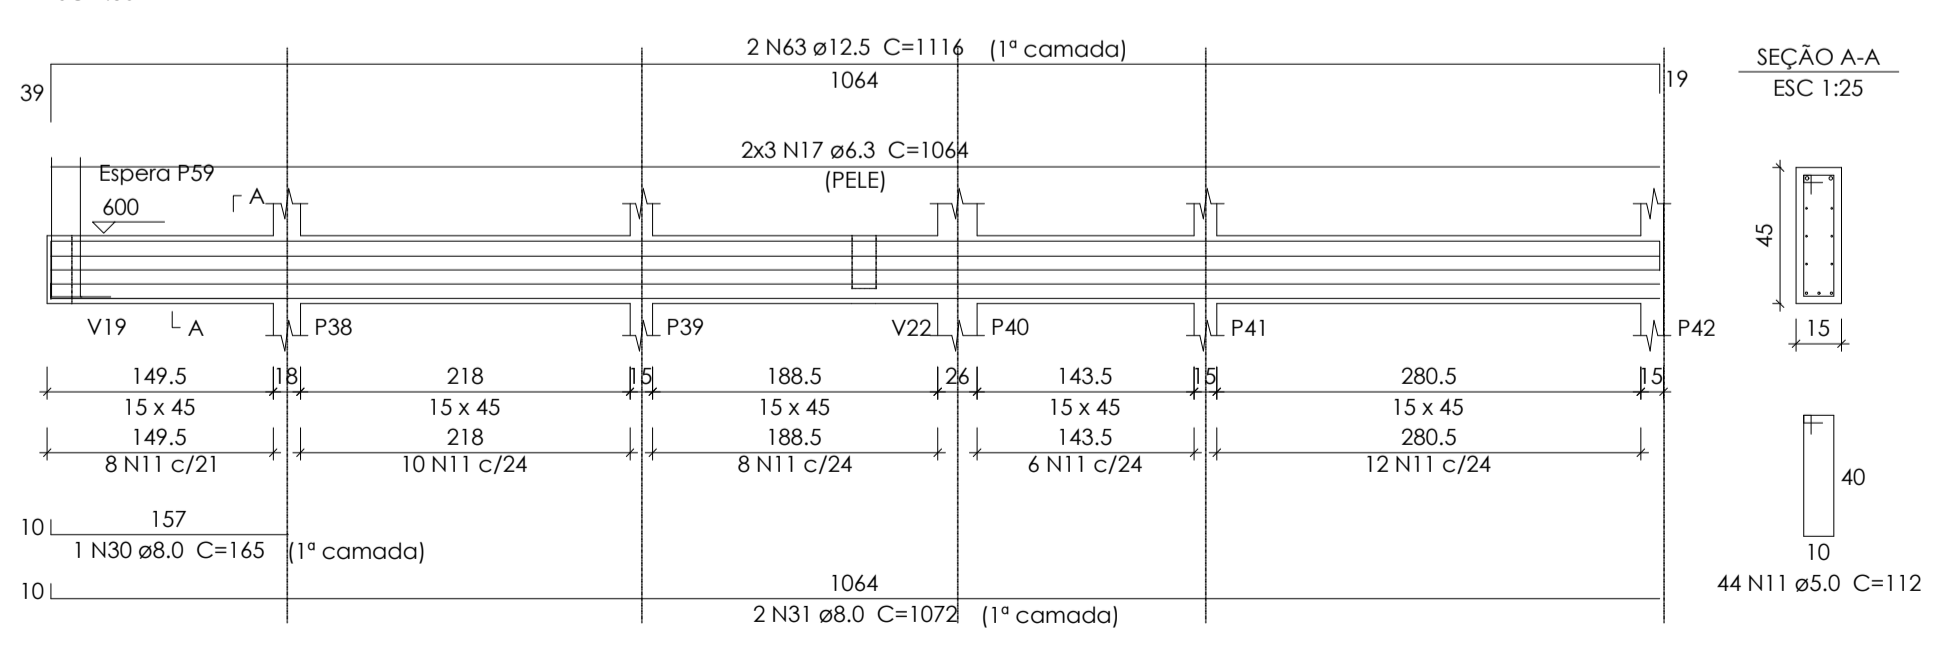 2 N63 ø12.5 C=1116 (1ª camada)
1064
39
19
SEÇÃO A-A
ESC 1:25
2x3 N17 ø6.3 C=1064
(PELE)
Espera P59
A
600
45
V19
A
P38
P39
V22
P40
P41
P42
15
149.5 18 218 15 188.5 26 143.5 15 280.5 15
15 x 45 15 x 45 15 x 45 15 x 45 15 x 45
149.5 218 188.5 143.5 280.5
8 N11 c/21 10 N11 c/24 8 N11 c/24 6 N11 c/24 12 N11 c/24
40
10
44 N11 ø5.0 C=112
157
10
1 N30 ø8.0 C=165 (1ª camada)
1064
10
2 N31 ø8.0 C=1072 (1ª camada)